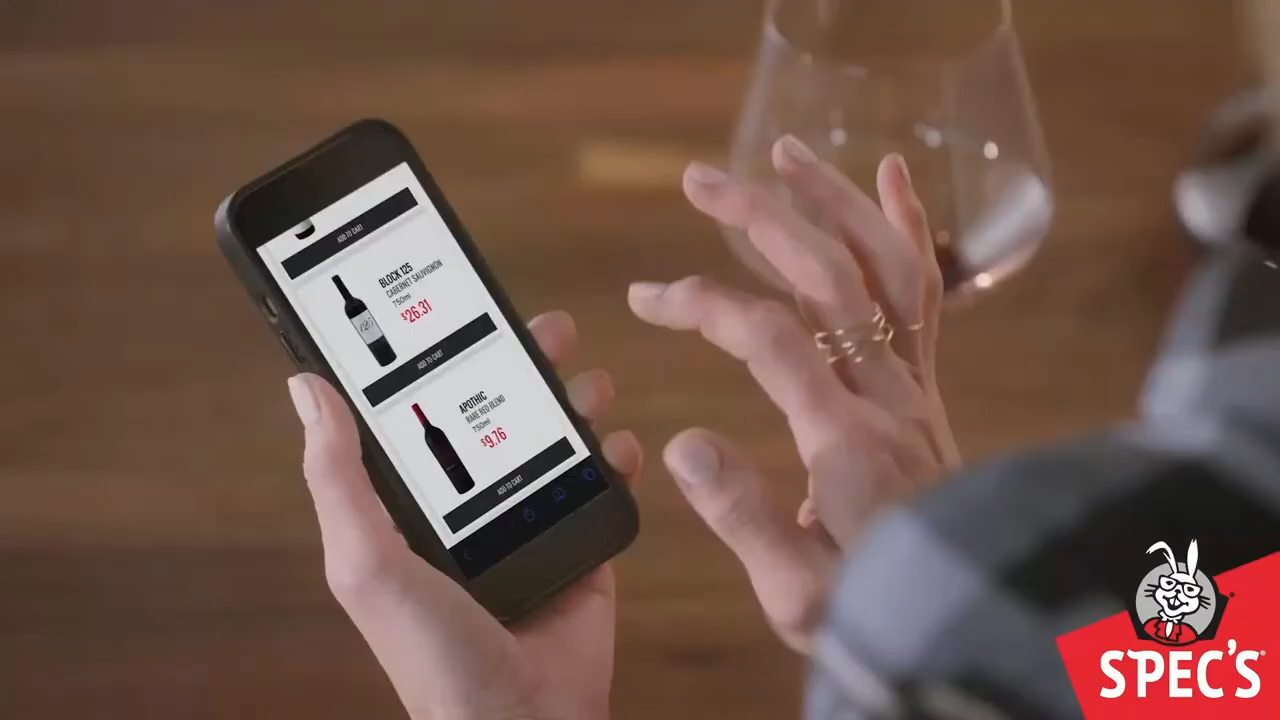 ADD TO CART
BLOCK 125
CABERNET SAUVIGNON
750ml
$26.31
ADD TO CART
APOTHIC
RARE RED BLEND
750ml
$9.76
ADD TO CART
SPEC'S